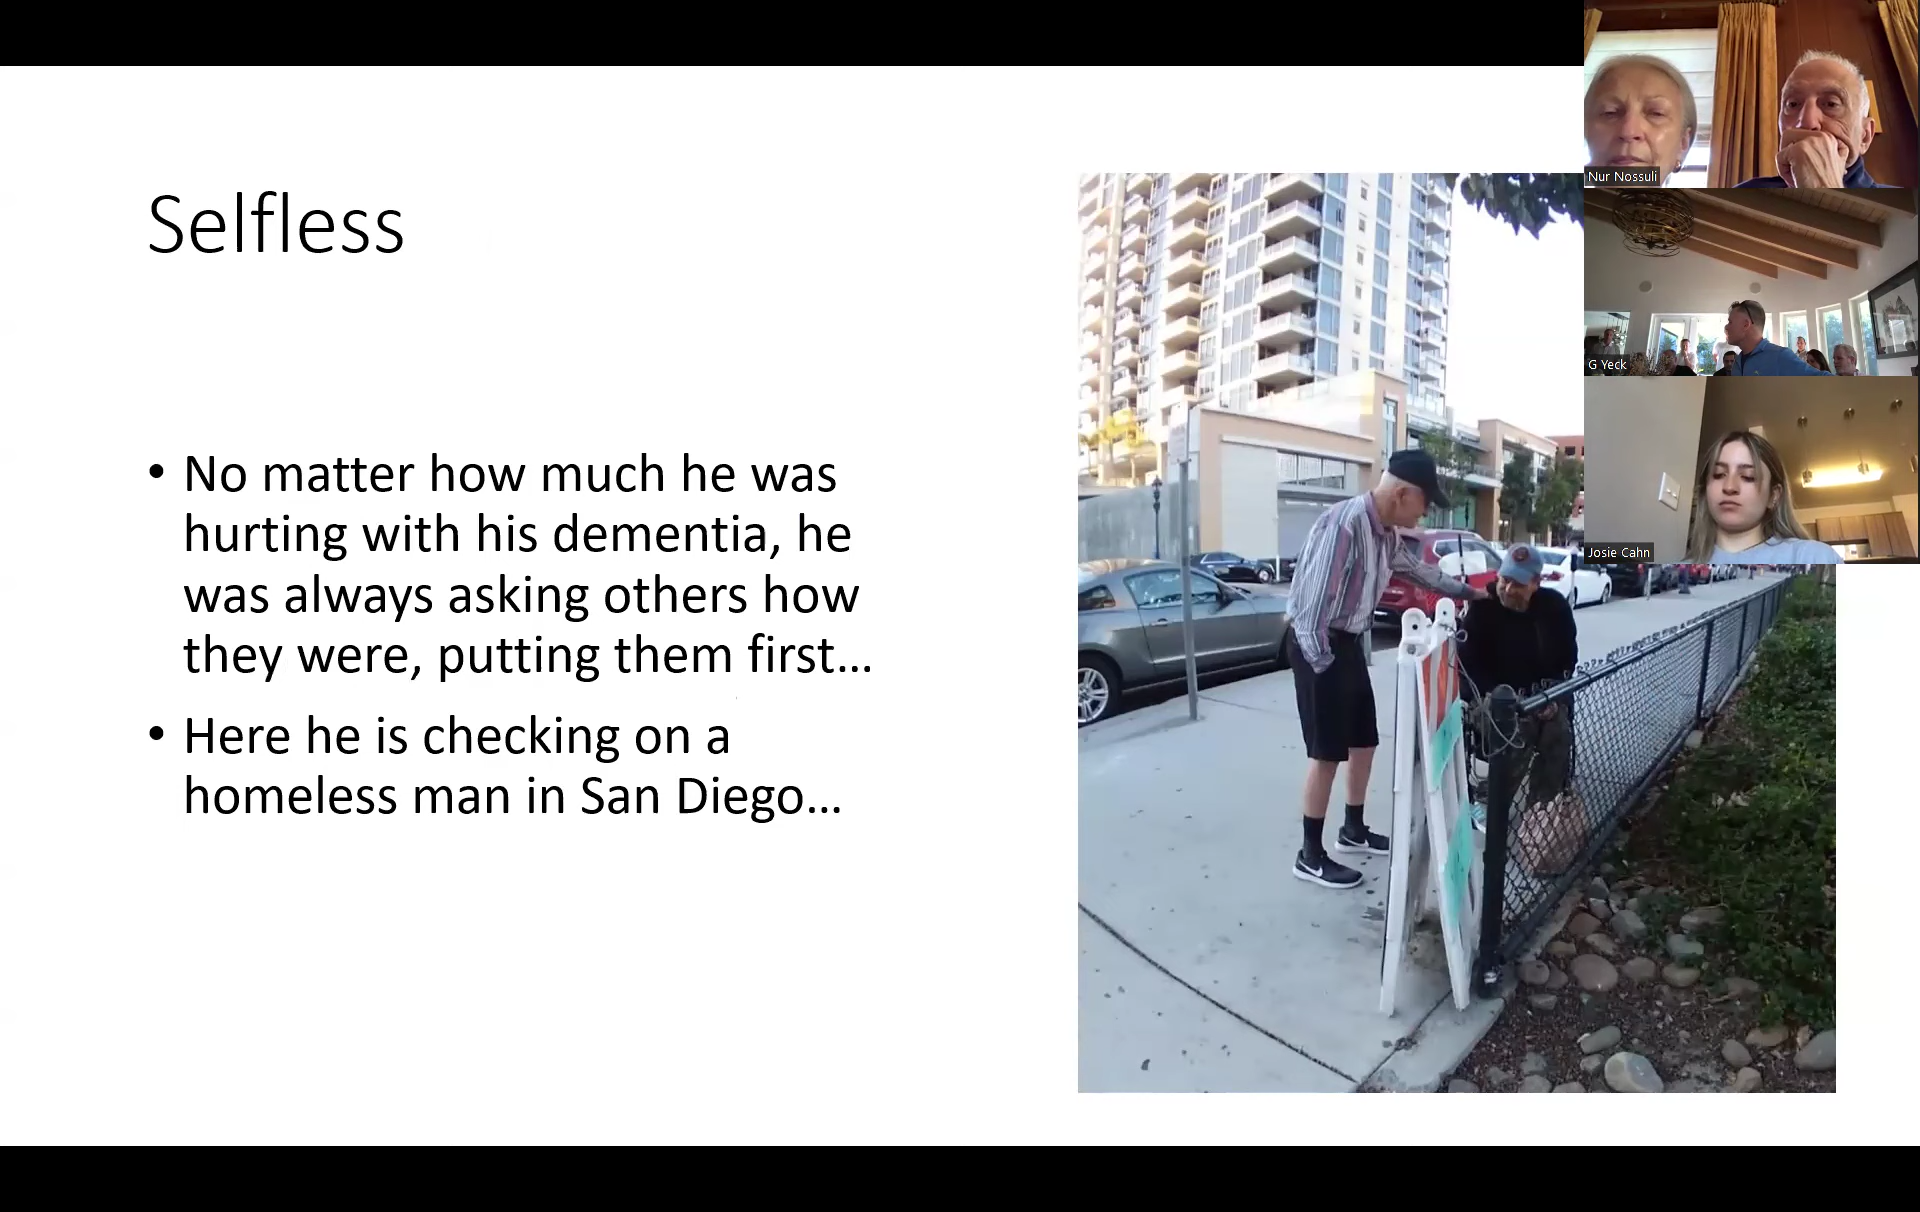 Selfless
• No matter how much he was
hurting with his dementia, he
was always asking others how
they were, putting them first…
• Here he is checking on a
homeless man in San Diego…
Nur Nossuli
G Yeck
Josie Cahn